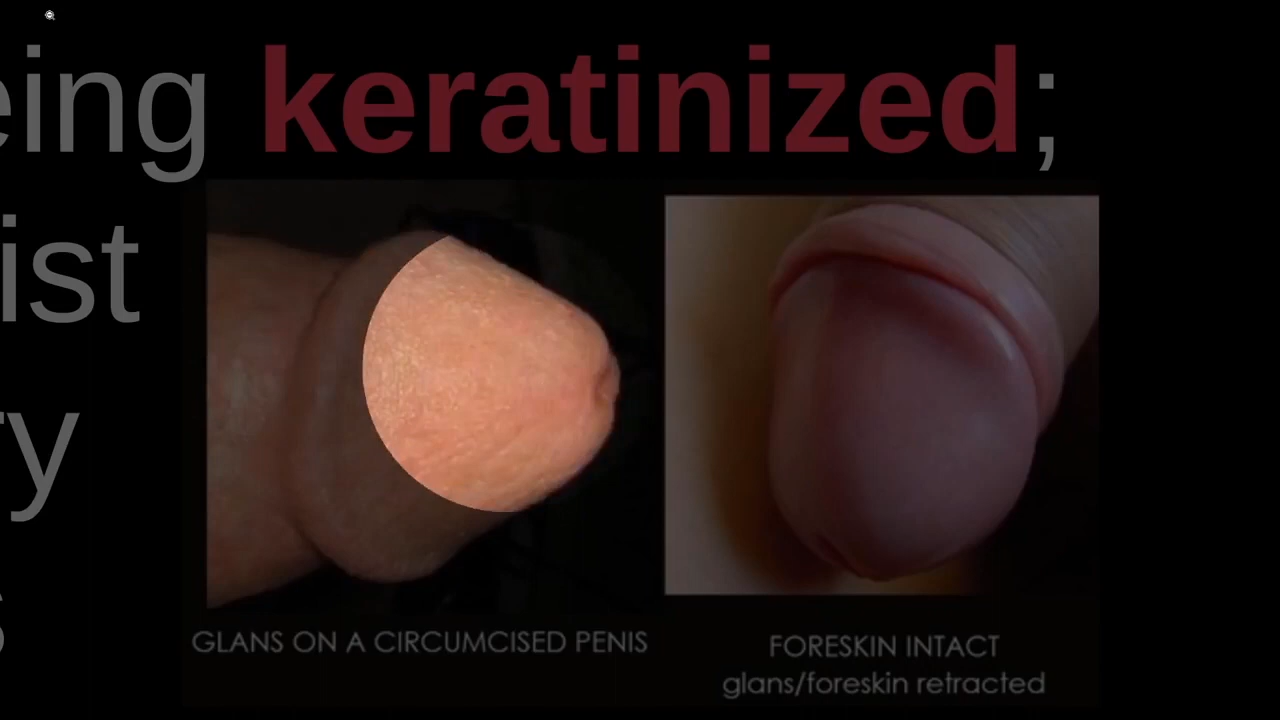 eing keratinized;
ist
ry
GLANS ON A CIRCUMCISED PENIS
FORESKIN INTACT
glans/foreskin retracted